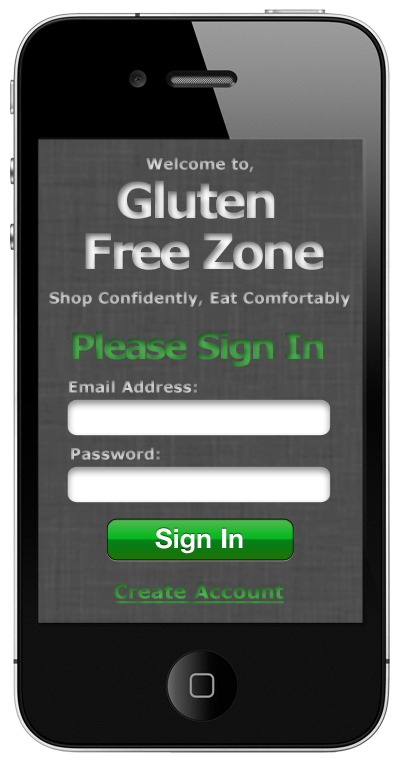 Welcome to,
Gluten
Free Zone
Shop Confidently, Eat Comfortably
Please Sign In
Email Address:
Password:
Sign In
Create Account